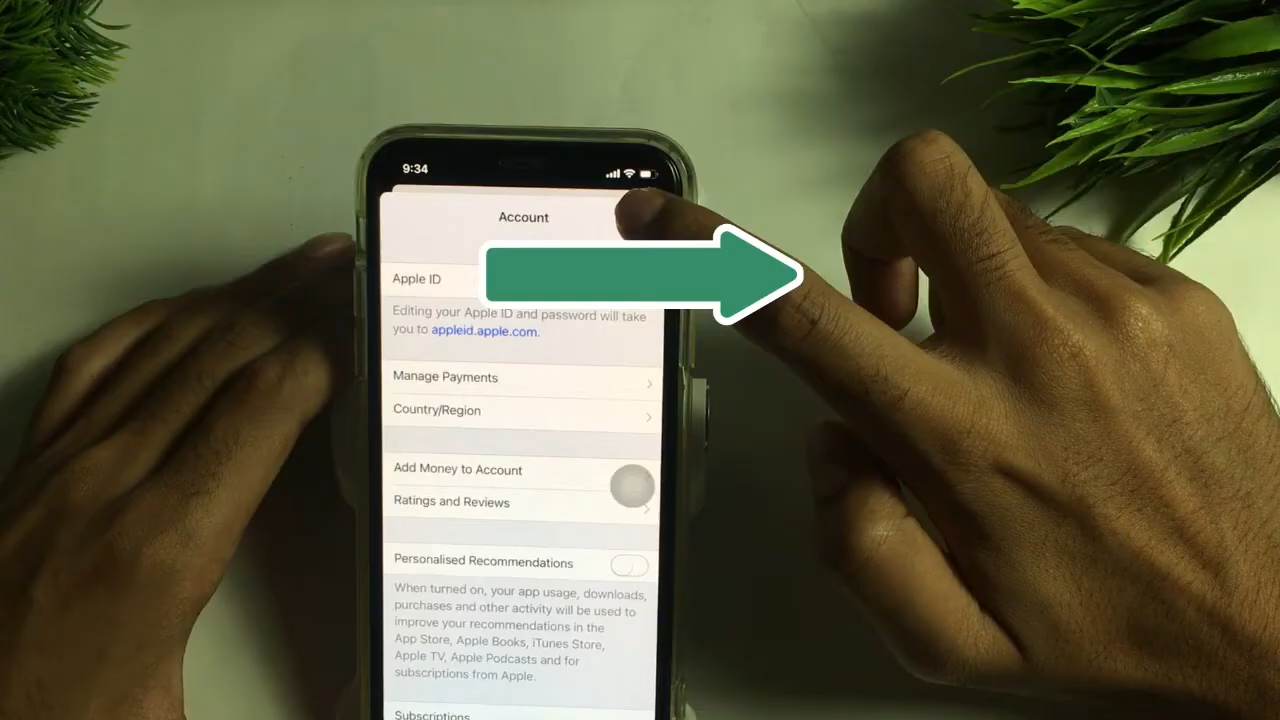 9:34
Account
Apple ID
Editing your Apple ID and password will take
you to appleid.apple.com.
Manage Payments
Country/Region
Add Money to Account
Ratings and Reviews
Personalised Recommendations
When turned on, your app usage, downloads,
purchases and other activity will be used to
improve your recommendations in the
App Store, Apple Books, iTunes Store,
Apple TV, Apple Podcasts and for
subscriptions from Apple.
Subscriptions